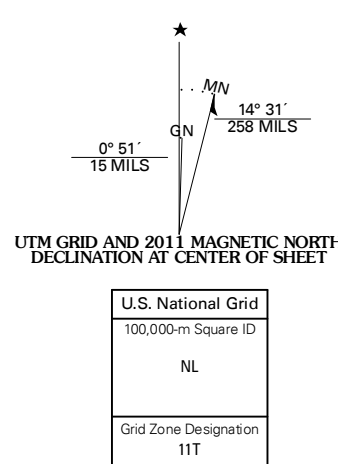 MN
GN
0° 51´
15 MILS
14° 31´
258 MILS
UTM GRID AND 2011 MAGNETIC NORTH
DECLINATION AT CENTER OF SHEET
U.S. National Grid
100,000-m Square ID
NL
Grid Zone Designation
11T